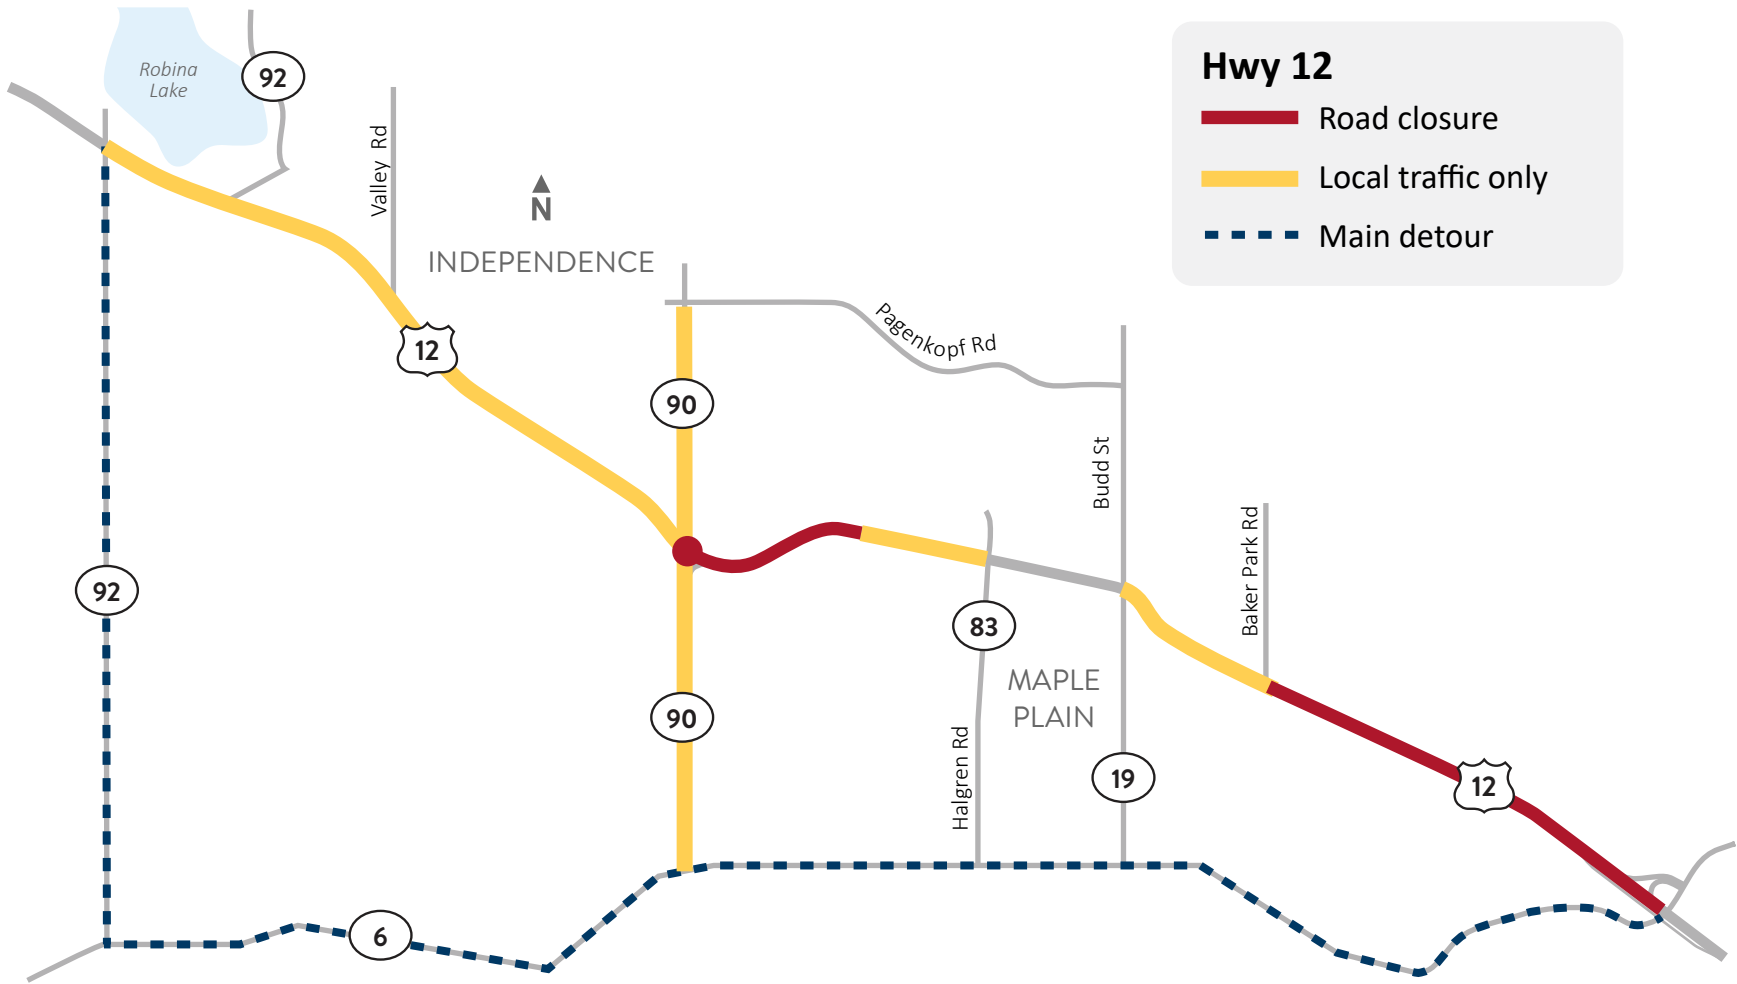 Hwy 12
Road closure
Local traffic only
Main detour
Robina
Lake
92
Valley Rd
N
INDEPENDENCE
12
Pagenkopf Rd
90
Budd St
Baker Park Rd
92
83
MAPLE
PLAIN
90
Halgren Rd
19
12
6